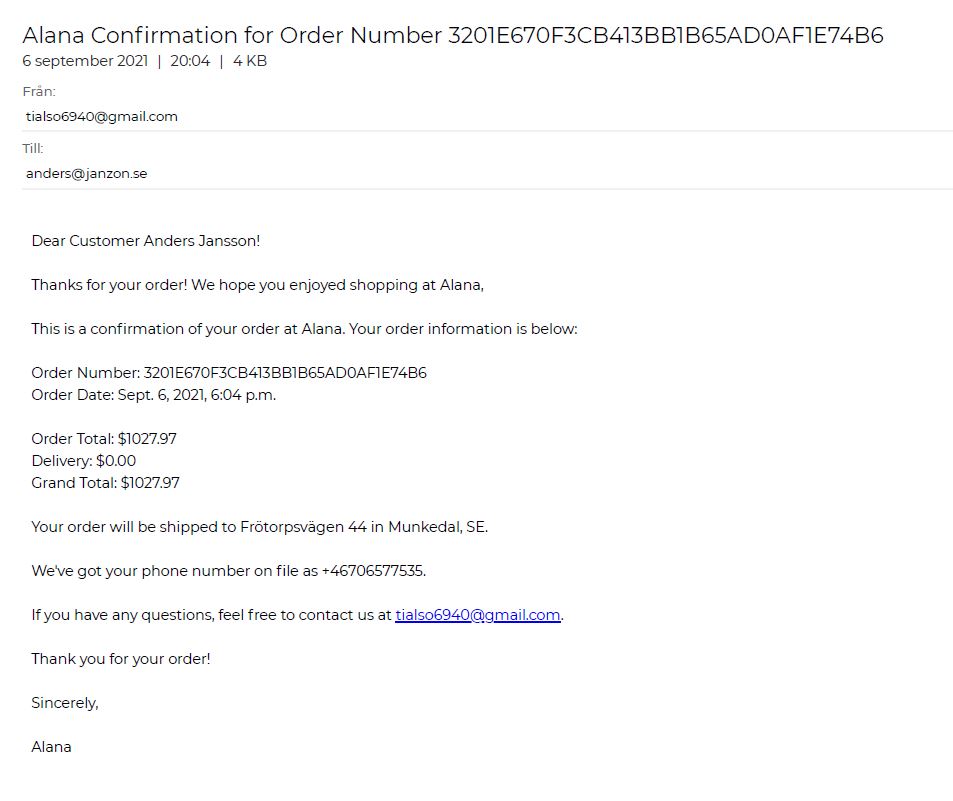 Alana Confirmation for Order Number 3201E670F3CB413BB1B65AD0AF1E74B6
6 september 2021 | 20:04 | 4 KB
Från:
tialso6940@gmail.com
Till:
anders@janzon.se
Dear Customer Anders Jansson!
Thanks for your order! We hope you enjoyed shopping at Alana,
This is a confirmation of your order at Alana. Your order information is below:
Order Number: 3201E670F3CB413BB1B65AD0AF1E74B6
Order Date: Sept. 6, 2021, 6:04 p.m.
Order Total: $1027.97
Delivery: $0.00
Grand Total: $1027.97
Your order will be shipped to Frötorpsvägen 44 in Munkedal, SE.
We've got your phone number on file as +46706577535.
If you have any questions, feel free to contact us at tialso6940@gmail.com.
Thank you for your order!
Sincerely,
Alana